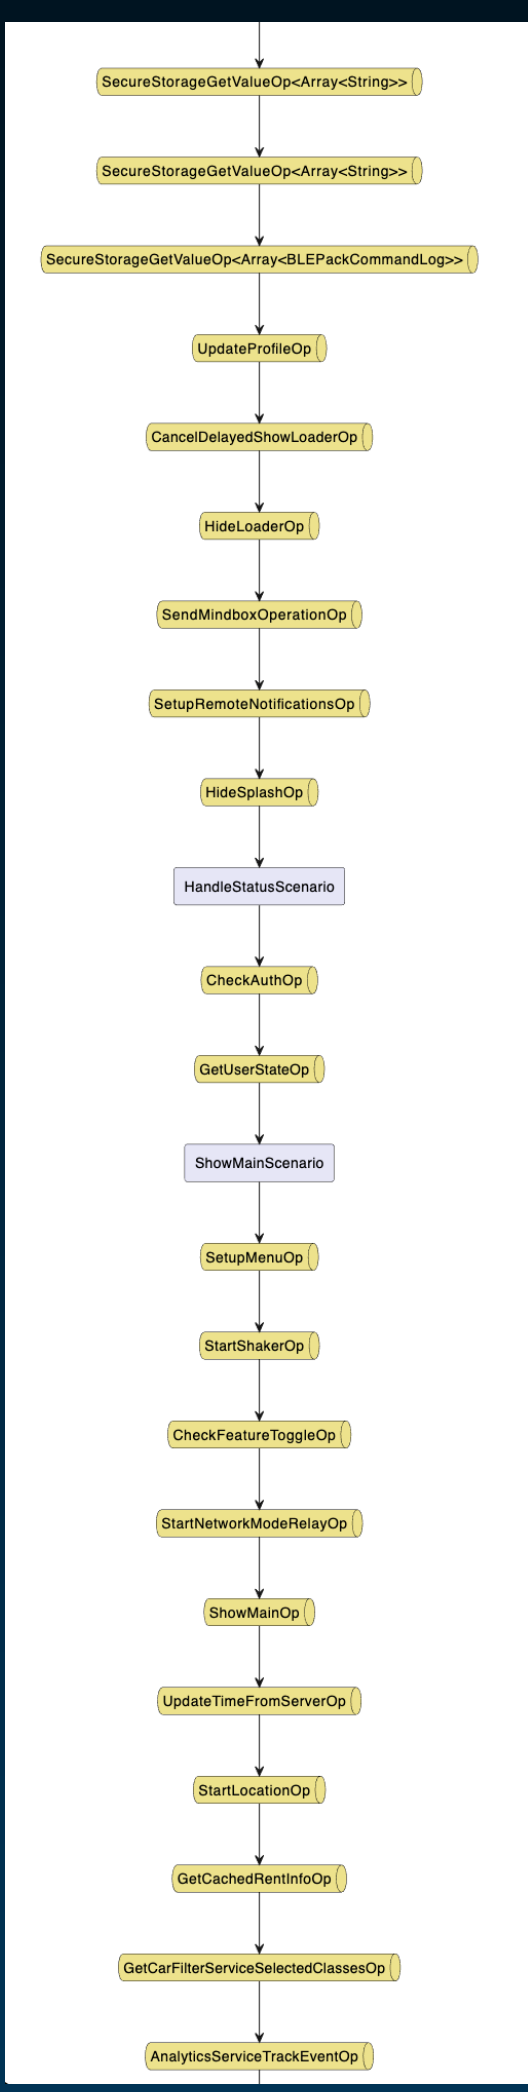 SecureStorageGetValueOp<Array<String>>
SecureStorageGetValueOp<Array<String>>
SecureStorageGetValueOp<Array<BLEPackCommandLog>>
UpdateProfileOp
CancelDelayedShowLoaderOp
HideLoaderOp
SendMindboxOperationOp
SetupRemoteNotificationsOp
HideSplashOp
HandleStatusScenario
CheckAuthOp
GetUserStateOp
ShowMainScenario
SetupMenuOp
StartShakerOp
CheckFeatureToggleOp
StartNetworkModeRelayOp
ShowMainOp
UpdateTimeFromServerOp
StartLocationOp
GetCachedRentInfoOp
GetCarFilterServiceSelectedClassesOp
AnalyticsServiceTrackEventOp